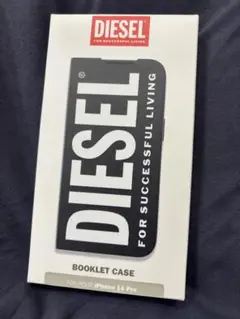 DIESEL
FOR SUCCESSFUL LIVING
DIESEL
®
FOR SUCCESSFUL LIVING
BOOKLET CASE
iPhone 14 Pro